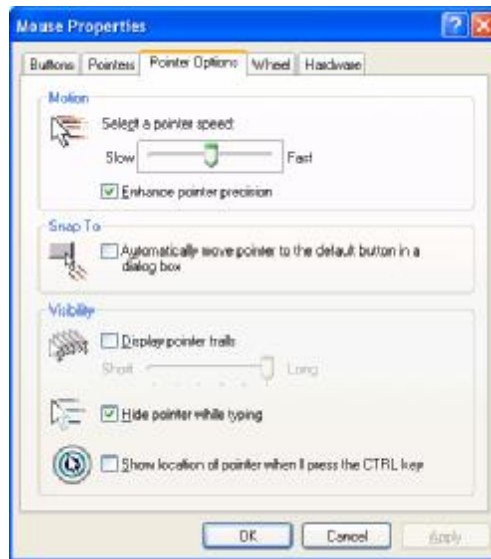 Mouse Properties
Buttons Pointers Pointer Options Wheel Hardware
Motion
Select a pointer speed:
Slow Fast
Enhance pointer precision
Snap To
Automatically move pointer to the default button in a
dialog box
Visibility
Display pointer trails
Short Long
Hide pointer while typing
Show location of pointer when I press the CTRL key
OK Cancel Apply